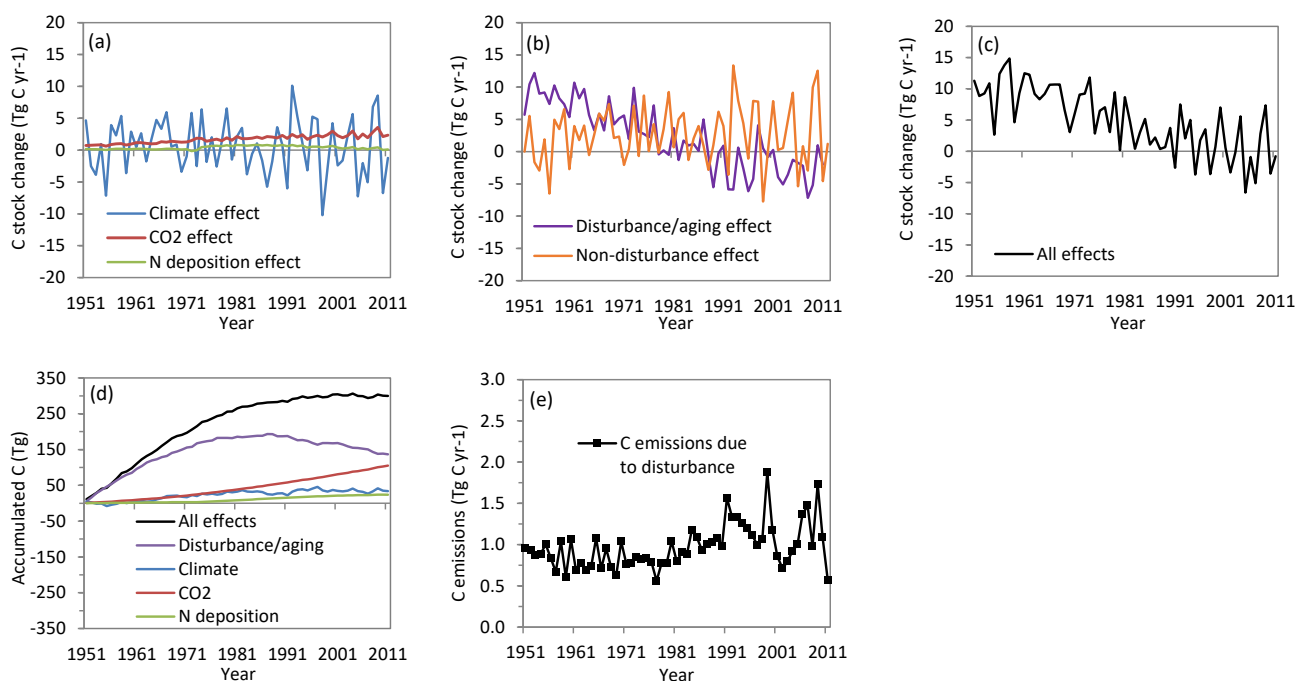 (a)
C stock change (Tg C yr-1)
20
15
10
5
0
-5
-10
-15
-20
Climate effect
CO2 effect
N deposition effect
1951 1961 1971 1981 1991 2001 2011
Year
(b)
C stock change (Tg C yr-1)
20
15
10
5
0
-5
-10
-15
-20
Disturbance/aging effect
Non-disturbance effect
1951 1961 1971 1981 1991 2001 2011
Year
(c)
C stock change (Tg C yr-1)
20
15
10
5
0
-5
-10
-15
-20
All effects
1951 1961 1971 1981 1991 2001 2011
Year
(d)
Accumulated C (Tg)
350
250
150
50
-50
-150
-250
-350
All effects
Disturbance/aging
Climate
CO2
N deposition
1951 1961 1971 1981 1991 2001 2011
Year
(e)
C emissions (Tg C yr-1)
3.0
2.5
2.0
1.5
1.0
0.5
0.0
C emissions due
to disturbance
1951 1961 1971 1981 1991 2001 2011
Year